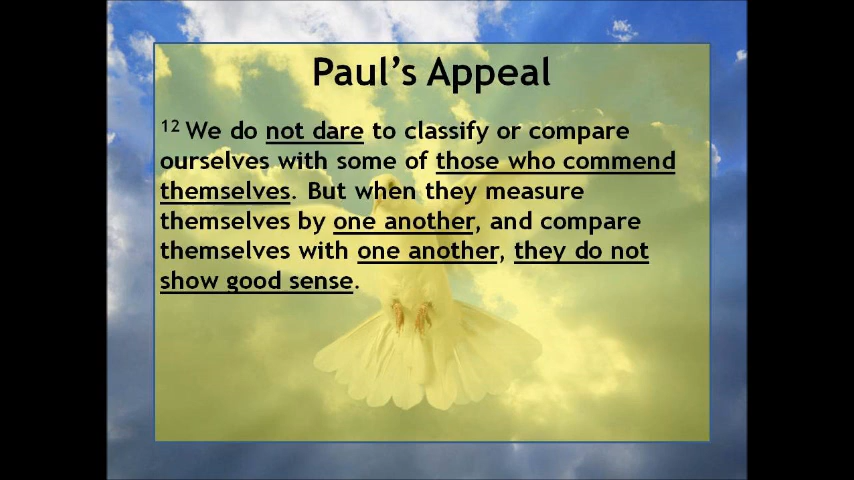 Paul’s Appeal
12 We do not dare to classify or compare
ourselves with some of those who commend
themselves. But when they measure
themselves by one another, and compare
themselves with one another, they do not
show good sense.